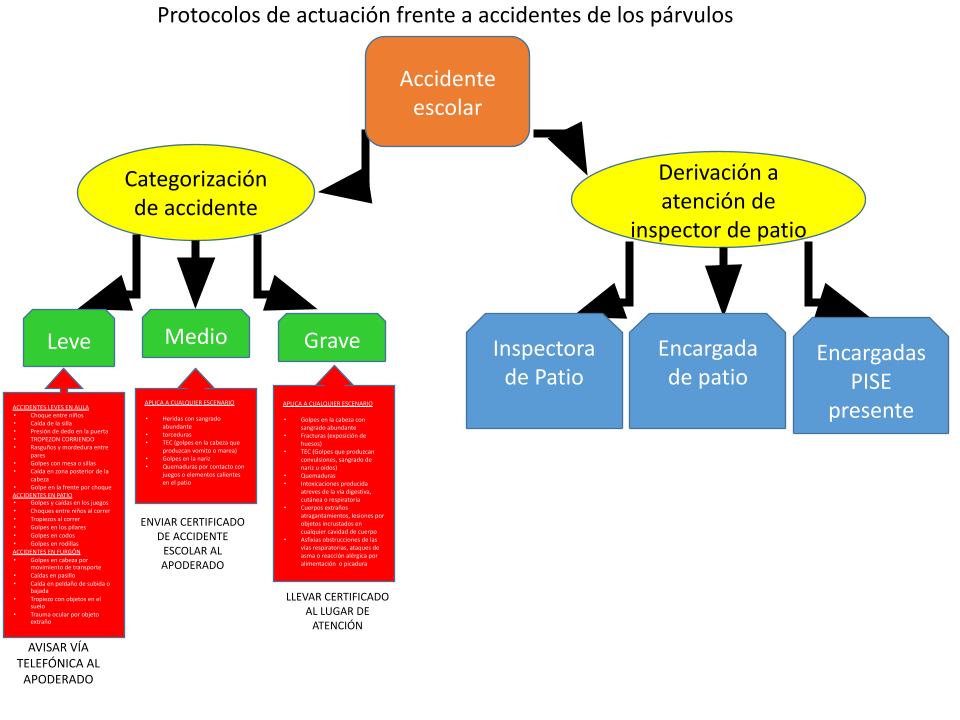 Protocolos de actuación frente a accidentes de los párvulos
Accidente
escolar
Categorización
de accidente
Derivación a
atención de
inspector de patio
Leve
Medio
Grave
Inspectora
de Patio
Encargada
de patio
Encargadas
PISE
presente
ACCIDENTES LEVES EN AULA
• Choque entre niños
• Caída de la silla
• Presión de dedo en la puerta
• TROPEZON CORRIENDO
• Rasguños y mordedura entre
pares
• Golpes con mesa o sillas
• Caída en zona posterior de la
cabeza
• Golpe en la frente por choque
ACCIDENTES EN PATIO
• Golpes y caídas en los juegos
• Choques entre niños al correr
• Tropiezos al correr
• Golpes en los pilares
• Golpes en codos
• Golpes en rodillas
ACCIDENTES EN FURGÓN
• Golpes en cabeza por
movimiento de transporte
• Caídas en pasillo
• Caída en peldaño de subida o
bajada
• Tropiezo con objetos en el
suelo
• Trauma ocular por objeto
extraño
AVISAR VÍA
TELEFÓNICA AL
APODERADO
APLICA A CUALQUIER ESCENARIO
• Heridas con sangrado
abundante
• torceduras
• TEC (golpes en la cabeza que
produzcan vomito o marea)
• Golpes en la nariz
• Quemaduras por contacto con
juegos o elementos calientes
en el patio
ENVIAR CERTIFICADO
DE ACCIDENTE
ESCOLAR AL
APODERADO
APLICA A CUALQUIER ESCENARIO
• Golpes en la cabeza con
sangrado abundante
• Fracturas (exposición de
huesos)
• TEC (Golpes que produzcan
convulsiones, sangrado de
nariz u oídos)
• Quemaduras
• Intoxicaciones producida
atreves de la vía digestiva,
cutánea o respiratoria
• Cuerpos extraños
atragantamientos, lesiones por
objetos incrustados en
cualquier cavidad de cuerpo
• Asfixias obstrucciones de las
vías respiratorias, ataques de
asma o reacción alérgica por
alimentación o picadura
LLEVAR CERTIFICADO
AL LUGAR DE
ATENCIÓN